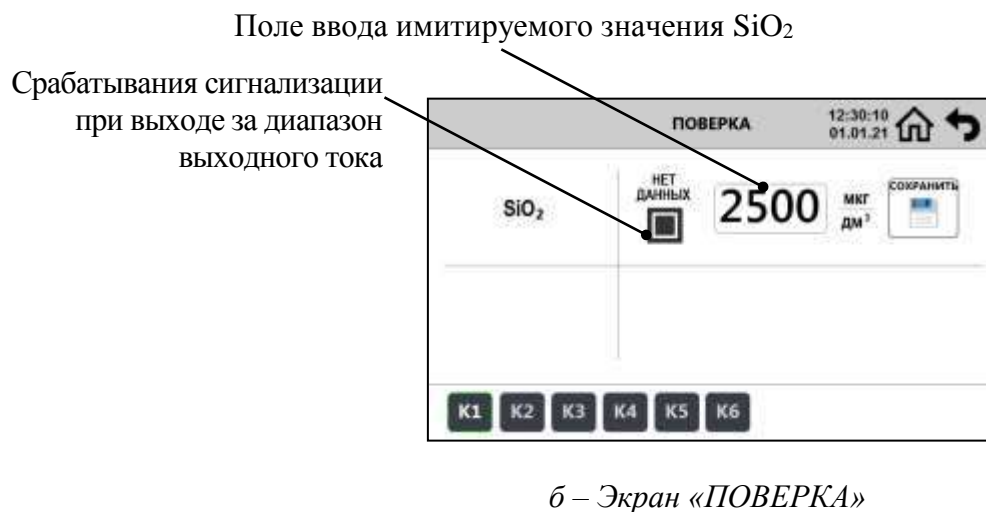 Поле ввода имитируемого значения SiO₂
Срабатывания сигнализации
при выходе за диапазон
выходного тока
ПОВЕРКА
12:30:10
01.01.21
SiO₂
НЕТ
ДАННЫХ
2500
мкг
дм³
СОХРАНИТЬ
K1 K2 K3 K4 K5 K6
б – Экран «ПОВЕРКА»